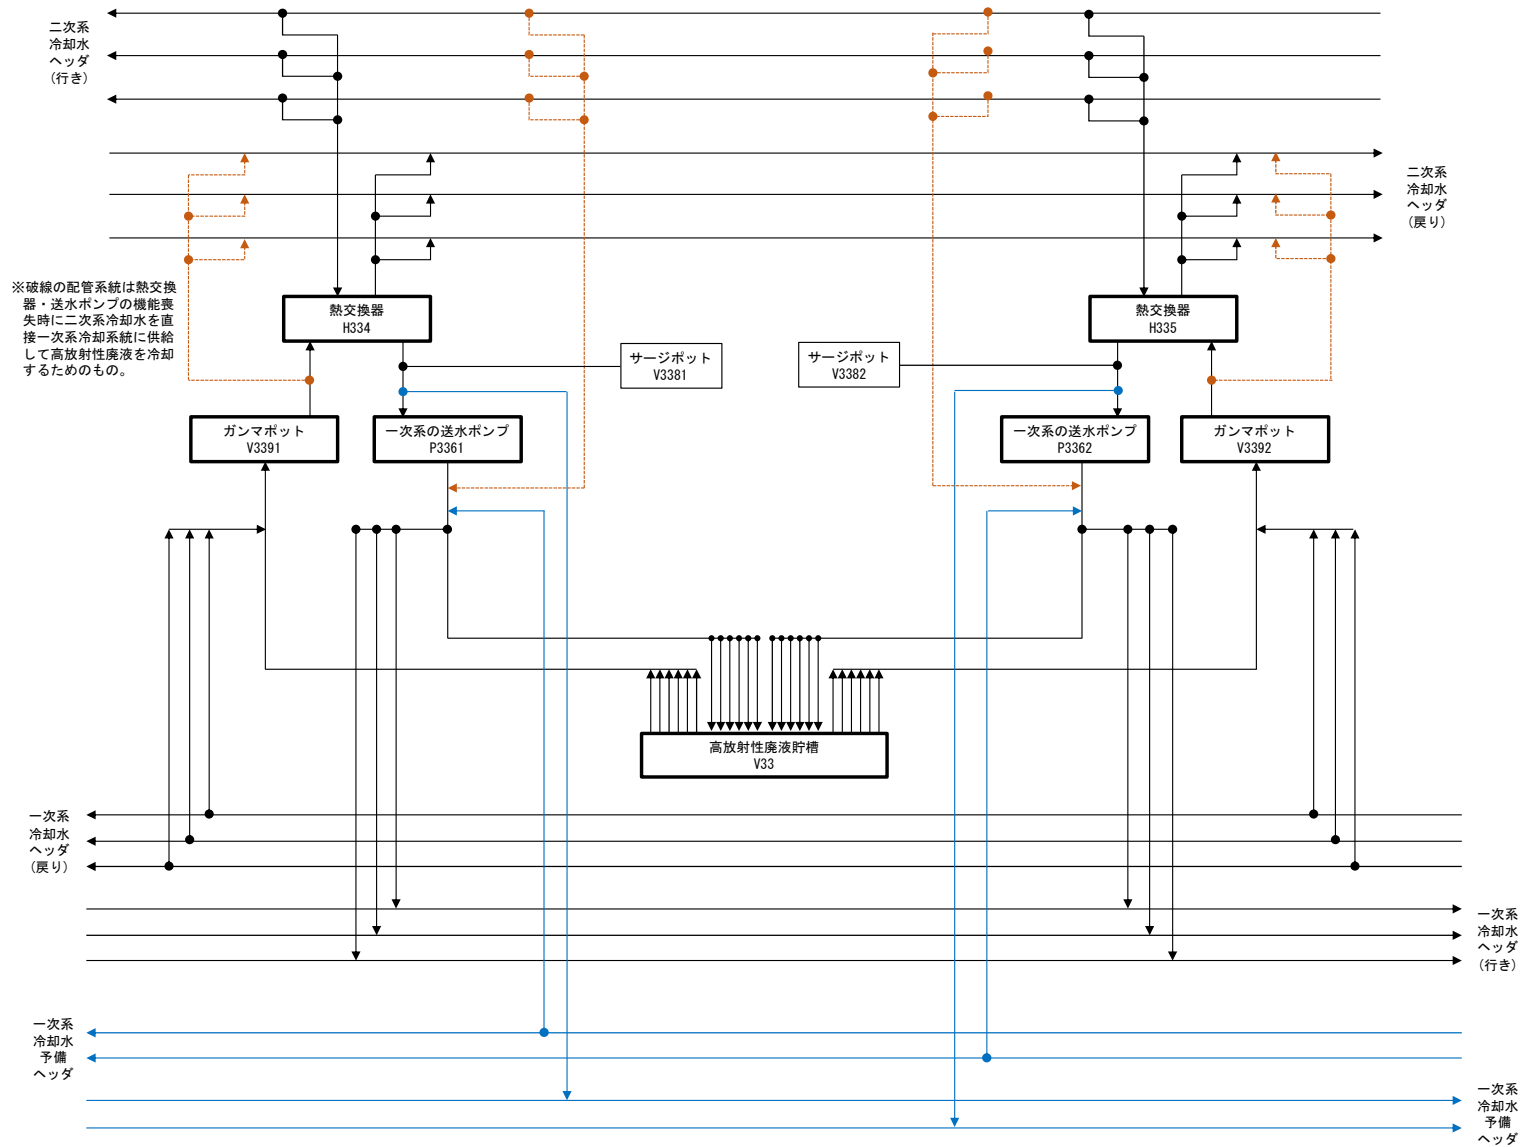 二次系
冷却水
ヘッダ
(行き)
二次系
冷却水
ヘッダ
(戻り)
※破線の配管系統は熱交換
器・送水ポンプの機能喪
失時に二次系冷却水を直
接一次系冷却系統に供給
して高放射性廃液を冷却
するためのもの。
熱交換器
H334
サージポット
V3381
サージポット
V3382
熱交換器
H335
ガンマポット
V3391
一次系の送水ポンプ
P3361
一次系の送水ポンプ
P3362
ガンマポット
V3392
高放射性廃液貯槽
V33
一次系
冷却水
ヘッダ
(戻り)
一次系
冷却水
ヘッダ
(行き)
一次系
冷却水
予備
ヘッダ
一次系
冷却水
予備
ヘッダ